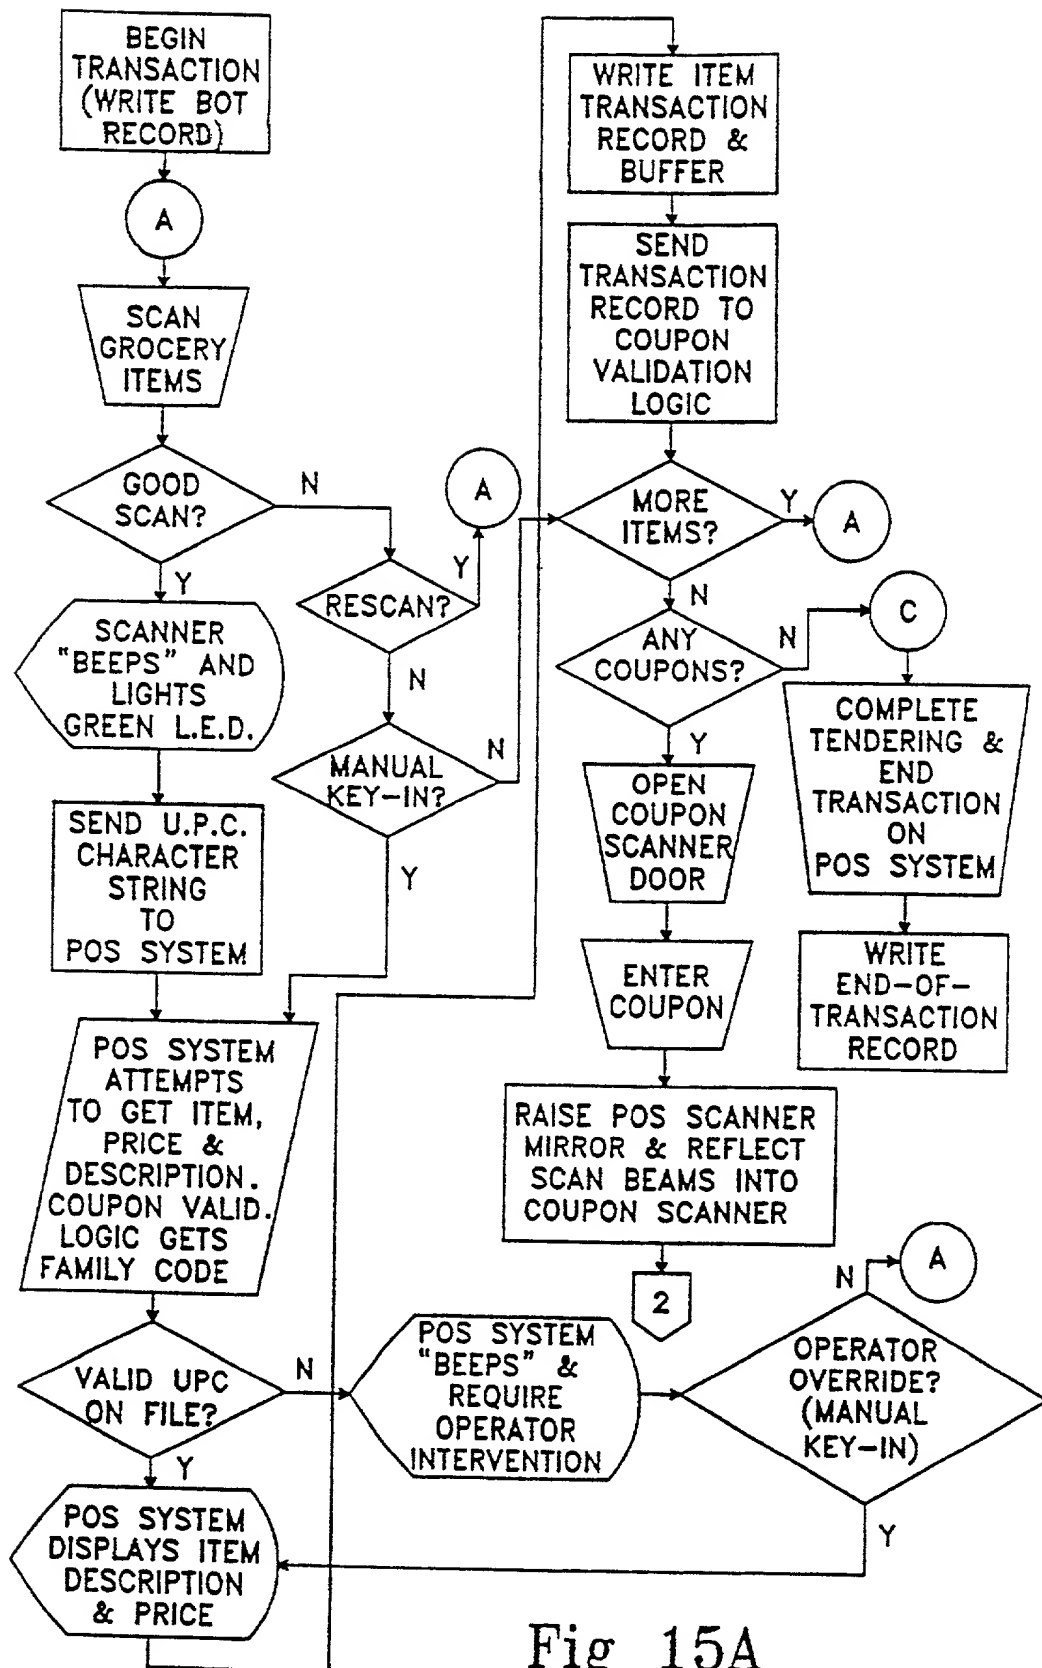 BEGIN
TRANSACTION
(WRITE BOT
RECORD)
A
SCAN
GROCERY
ITEMS
GOOD
SCAN?
N
Y
A
RESCAN?
Y
N
SCANNER
"BEEPS" AND
LIGHTS
GREEN L.E.D.
MANUAL
KEY-IN?
N
Y
SEND U.P.C.
CHARACTER
STRING
TO
POS SYSTEM
POS SYSTEM
ATTEMPTS
TO GET ITEM,
PRICE &
DESCRIPTION.
COUPON VALID.
LOGIC GETS
FAMILY CODE
VALID UPC
ON FILE?
N
Y
POS SYSTEM
DISPLAYS ITEM
DESCRIPTION
& PRICE
WRITE ITEM
TRANSACTION
RECORD &
BUFFER
SEND
TRANSACTION
RECORD TO
COUPON
VALIDATION
LOGIC
MORE
ITEMS?
Y
A
N
ANY
COUPONS?
N
C
Y
COMPLETE
TENDERING &
END
TRANSACTION
ON
POS SYSTEM
WRITE
END-OF-
TRANSACTION
RECORD
OPEN
COUPON
SCANNER
DOOR
ENTER
COUPON
RAISE POS SCANNER
MIRROR & REFLECT
SCAN BEAMS INTO
COUPON SCANNER
2
POS SYSTEM
"BEEPS" &
REQUIRE
OPERATOR
INTERVENTION
N
A
OPERATOR
OVERRIDE?
(MANUAL
KEY-IN)
Y
Fig 15A